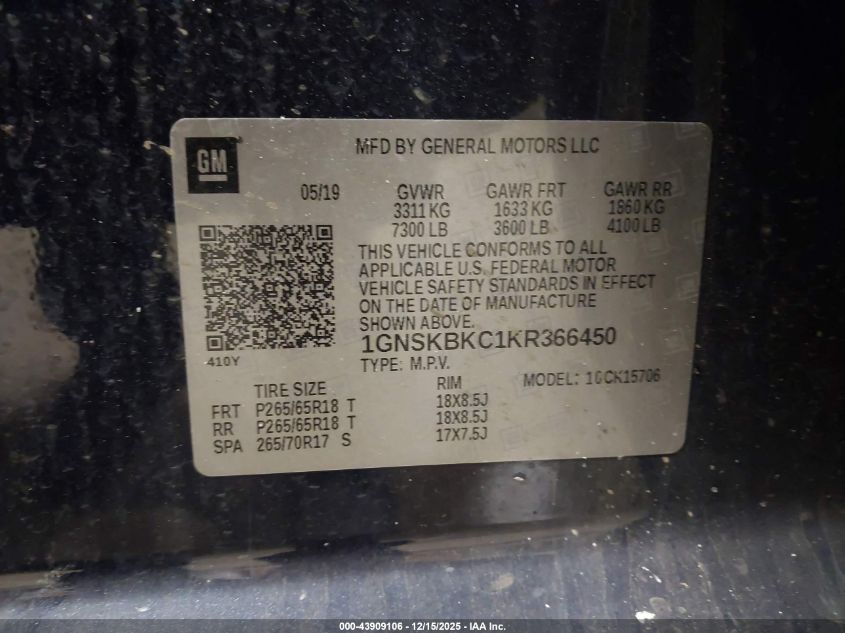 GM
MFD BY GENERAL MOTORS LLC
05/19 GVWR GAWR FRT GAWR RR
3311 KG 1633 KG 1860 KG
7300 LB 3600 LB 4100 LB
THIS VEHICLE CONFORMS TO ALL
APPLICABLE U.S. FEDERAL MOTOR
VEHICLE SAFETY STANDARDS IN EFFECT
ON THE DATE OF MANUFACTURE
SHOWN ABOVE.
1GNSKBKC1KR366450
410Y
TYPE: M.P.V.
MODEL: 1GCK15706
TIRE SIZE RIM
FRT P265/65R18 T 18X8.5J
RR P265/65R18 T 18X8.5J
SPA 265/70R17 S 17X7.5J
000-43909106 - 12/15/2025 - IAA Inc.